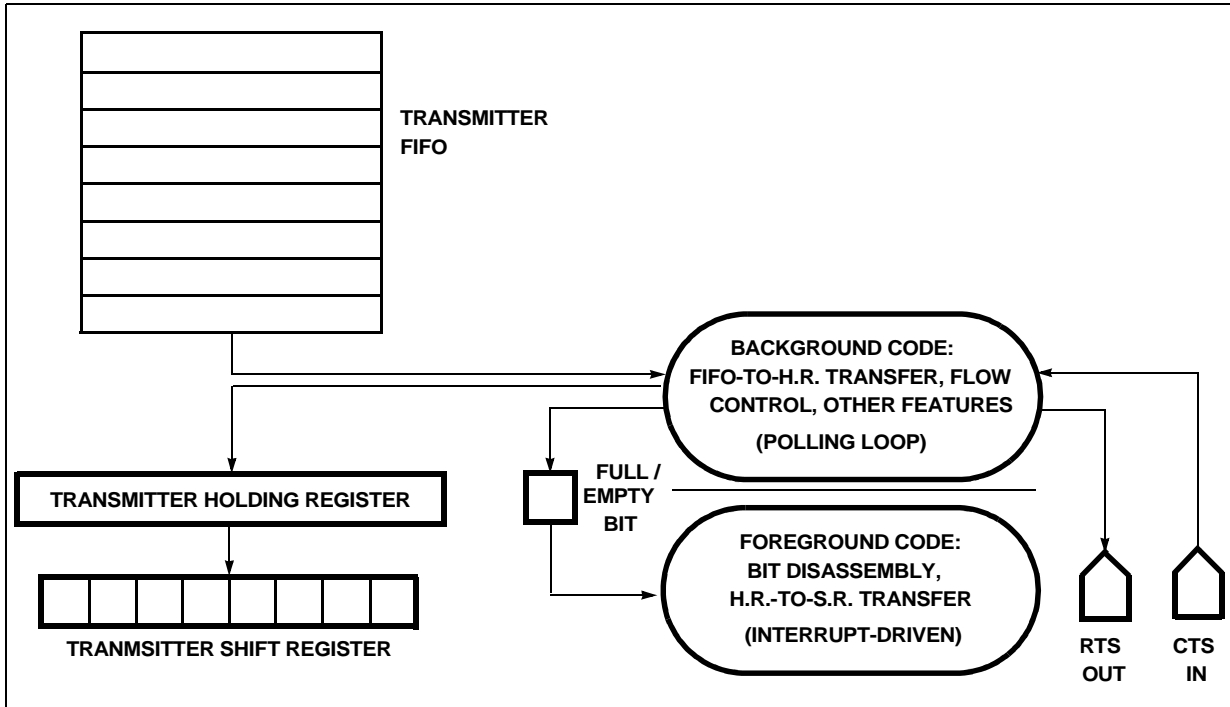 TRANSMITTER
FIFO
BACKGROUND CODE:
FIFO-TO-H.R. TRANSFER, FLOW
CONTROL, OTHER FEATURES
(POLLING LOOP)
TRANSMITTER HOLDING REGISTER
FULL /
EMPTY
BIT
FOREGROUND CODE:
BIT DISASSEMBLY,
H.R.-TO-S.R. TRANSFER
(INTERRUPT-DRIVEN)
TRANMSITTER SHIFT REGISTER
RTS
OUT
CTS
IN